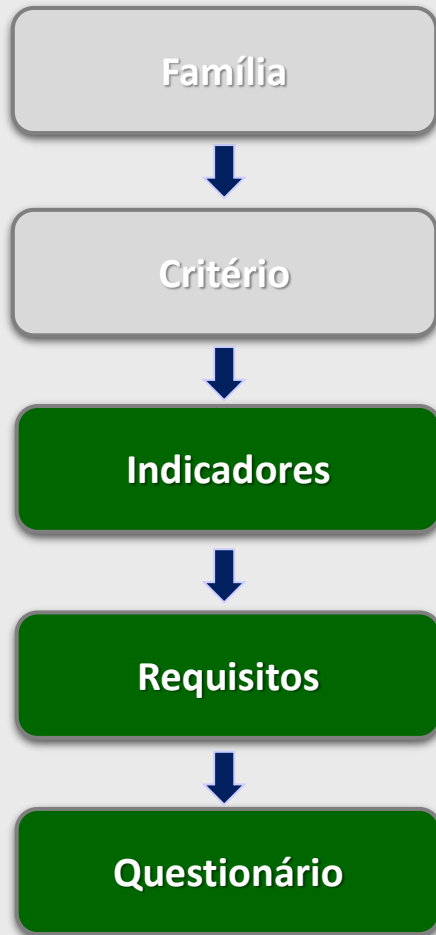 Família
Critério
Indicadores
Requisitos
Questionário